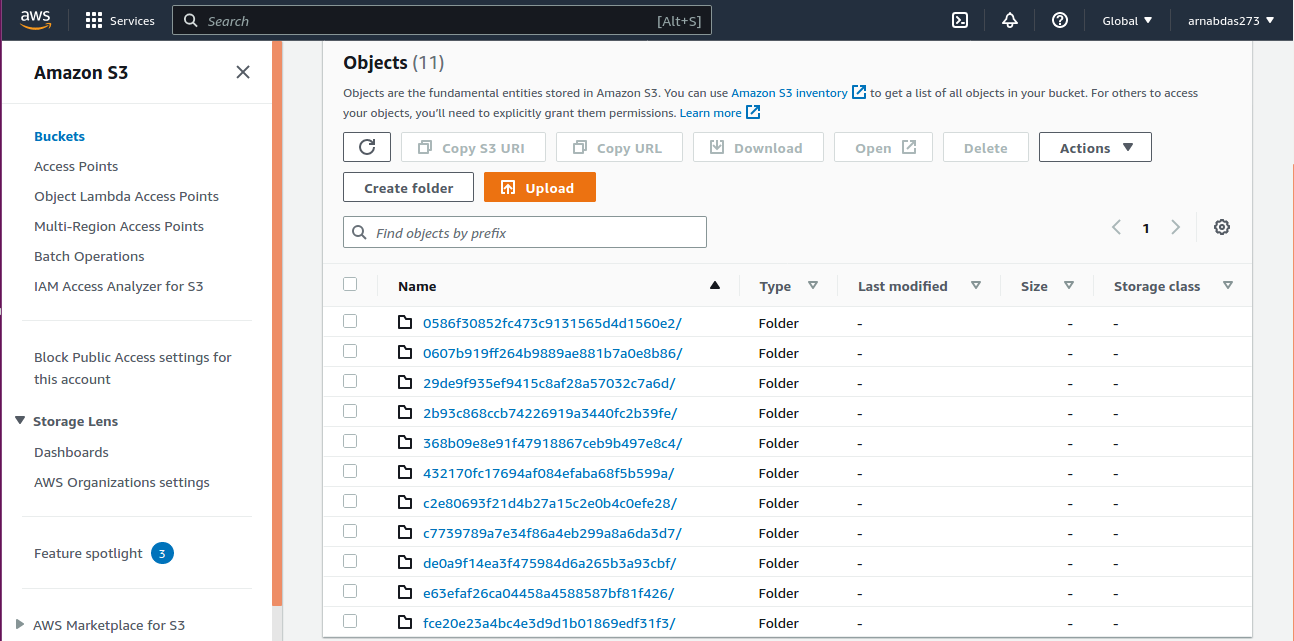 aws Services Search [Alt+S] Global arnabdas273
Amazon S3
Buckets
Access Points
Object Lambda Access Points
Multi-Region Access Points
Batch Operations
IAM Access Analyzer for S3
Block Public Access settings for
this account
Storage Lens
Dashboards
AWS Organizations settings
Feature spotlight 3
AWS Marketplace for S3
Objects (11)
Objects are the fundamental entities stored in Amazon S3. You can use Amazon S3 inventory to get a list of all objects in your bucket. For others to access
your objects, you'll need to explicitly grant them permissions. Learn more
Copy S3 URI Copy URL Download Open Delete Actions
Create folder Upload
Find objects by prefix 1
Name Type Last modified Size Storage class
0586f30852fc473c9131565d4d1560e2/ Folder - - -
0607b919ff264b9889ae881b7a0e8b86/ Folder - - -
29de9f935ef9415c8af28a57032c7a6d/ Folder - - -
2b93c868ccb74226919a3440fc2b39fe/ Folder - - -
368b09e8e91f47918867ceb9b497e8c4/ Folder - - -
432170fc17694af084efaba68f5b599a/ Folder - - -
c2e80693f21d4b27a15c2e0b4c0efe28/ Folder - - -
c7739789a7e34f86a4eb299a8a6da3d7/ Folder - - -
de0a9f14ea3f475984d6a265b3a93cbf/ Folder - - -
e63efaf26ca04458a4588587bf81f426/ Folder - - -
fce20e23a4bc4e3d9d1b01869edf31f3/ Folder - - -